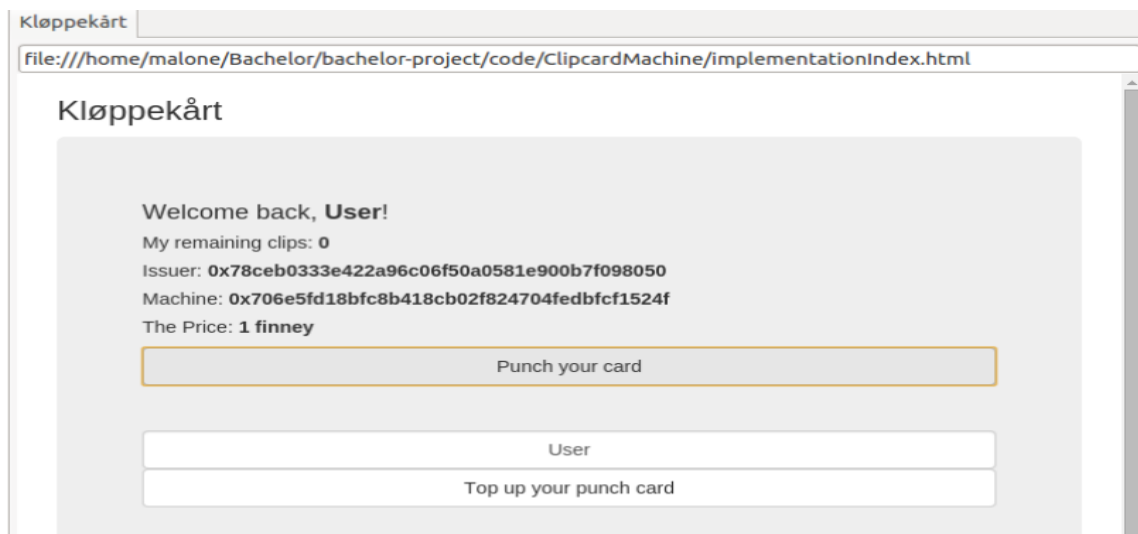 Kløppekårt
file:///home/malone/Bachelor/bachelor-project/code/ClipcardMachine/implementationIndex.html
Kløppekårt
Welcome back, User!
My remaining clips: 0
Issuer: 0x78ceb0333e422a96c06f50a0581e900b7f098050
Machine: 0x706e5fd18bfc8b418cb02f824704fedbfcf1524f
The Price: 1 finney
Punch your card
User
Top up your punch card